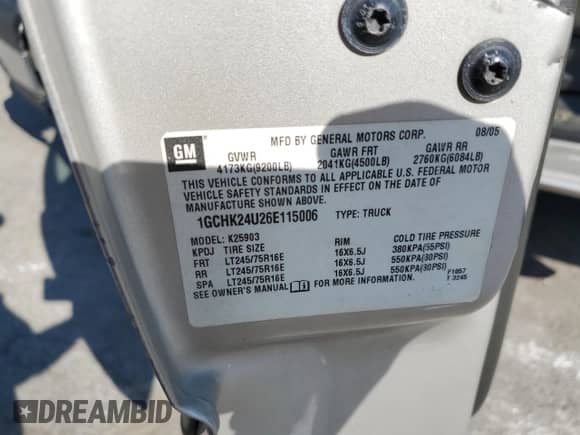 GM
MFD BY GENERAL MOTORS CORP. 08/05
GVWR GAWR FRT GAWR RR
4173KG(9200LB) 2041KG(4500LB) 2760KG(6084LB)
THIS VEHICLE CONFORMS TO ALL APPLICABLE U.S. FEDERAL MOTOR
VEHICLE SAFETY STANDARDS IN EFFECT ON THE DATE OF
MANUFACTURE SHOWN ABOVE.
1GCHK24U26E115006 TYPE: TRUCK
MODEL: K25903
KPDJ TIRE SIZE RIM COLD TIRE PRESSURE
FRT LT245/75R16E 16X6.5J 380KPA(55PSI)
RR LT245/75R16E 16X6.5J 550KPA(80PSI)
SPA LT245/75R16E 16X6.5J 550KPA(80PSI)
SEE OWNER'S MANUAL FOR MORE INFORMATION.
F1057
T 3245
DREAMBID